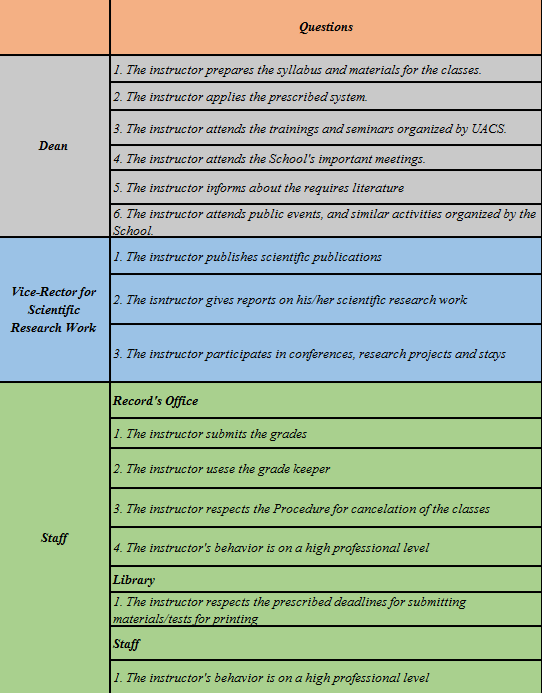 Questions
Dean
1. The instructor prepares the syllabus and materials for the classes.
2. The instructor applies the prescribed system.
3. The instructor attends the trainings and seminars organized by UACS.
4. The instructor attends the School's important meetings.
5. The instructor informs about the requires literature
6. The instructor attends public events, and similar activities organized by the
School.
Vice-Rector for
Scientific
Research Work
1. The instructor publishes scientific publications
2. The isntructor gives reports on his/her scientific research work
3. The instructor participates in conferences, research projects and stays
Staff
Record's Office
1. The instructor submits the grades
2. The instructor usese the grade keeper
3. The instructor respects the Procedure for cancelation of the classes
4. The instructor's behavior is on a high professional level
Library
1. The instructor respects the prescribed deadlines for submitting
materials/tests for printing
Staff
1. The instructor's behavior is on a high professional level